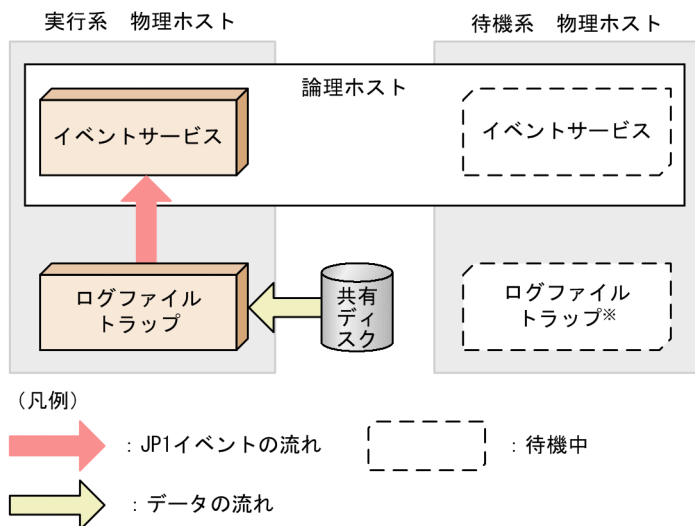 実行系 物理ホスト
待機系 物理ホスト
論理ホスト
イベントサービス
イベントサービス
ログファイル
トラップ
共有
ディ
スク
ログファイル
トラップ※
(凡例)
:JP1イベントの流れ
:待機中
:データの流れ